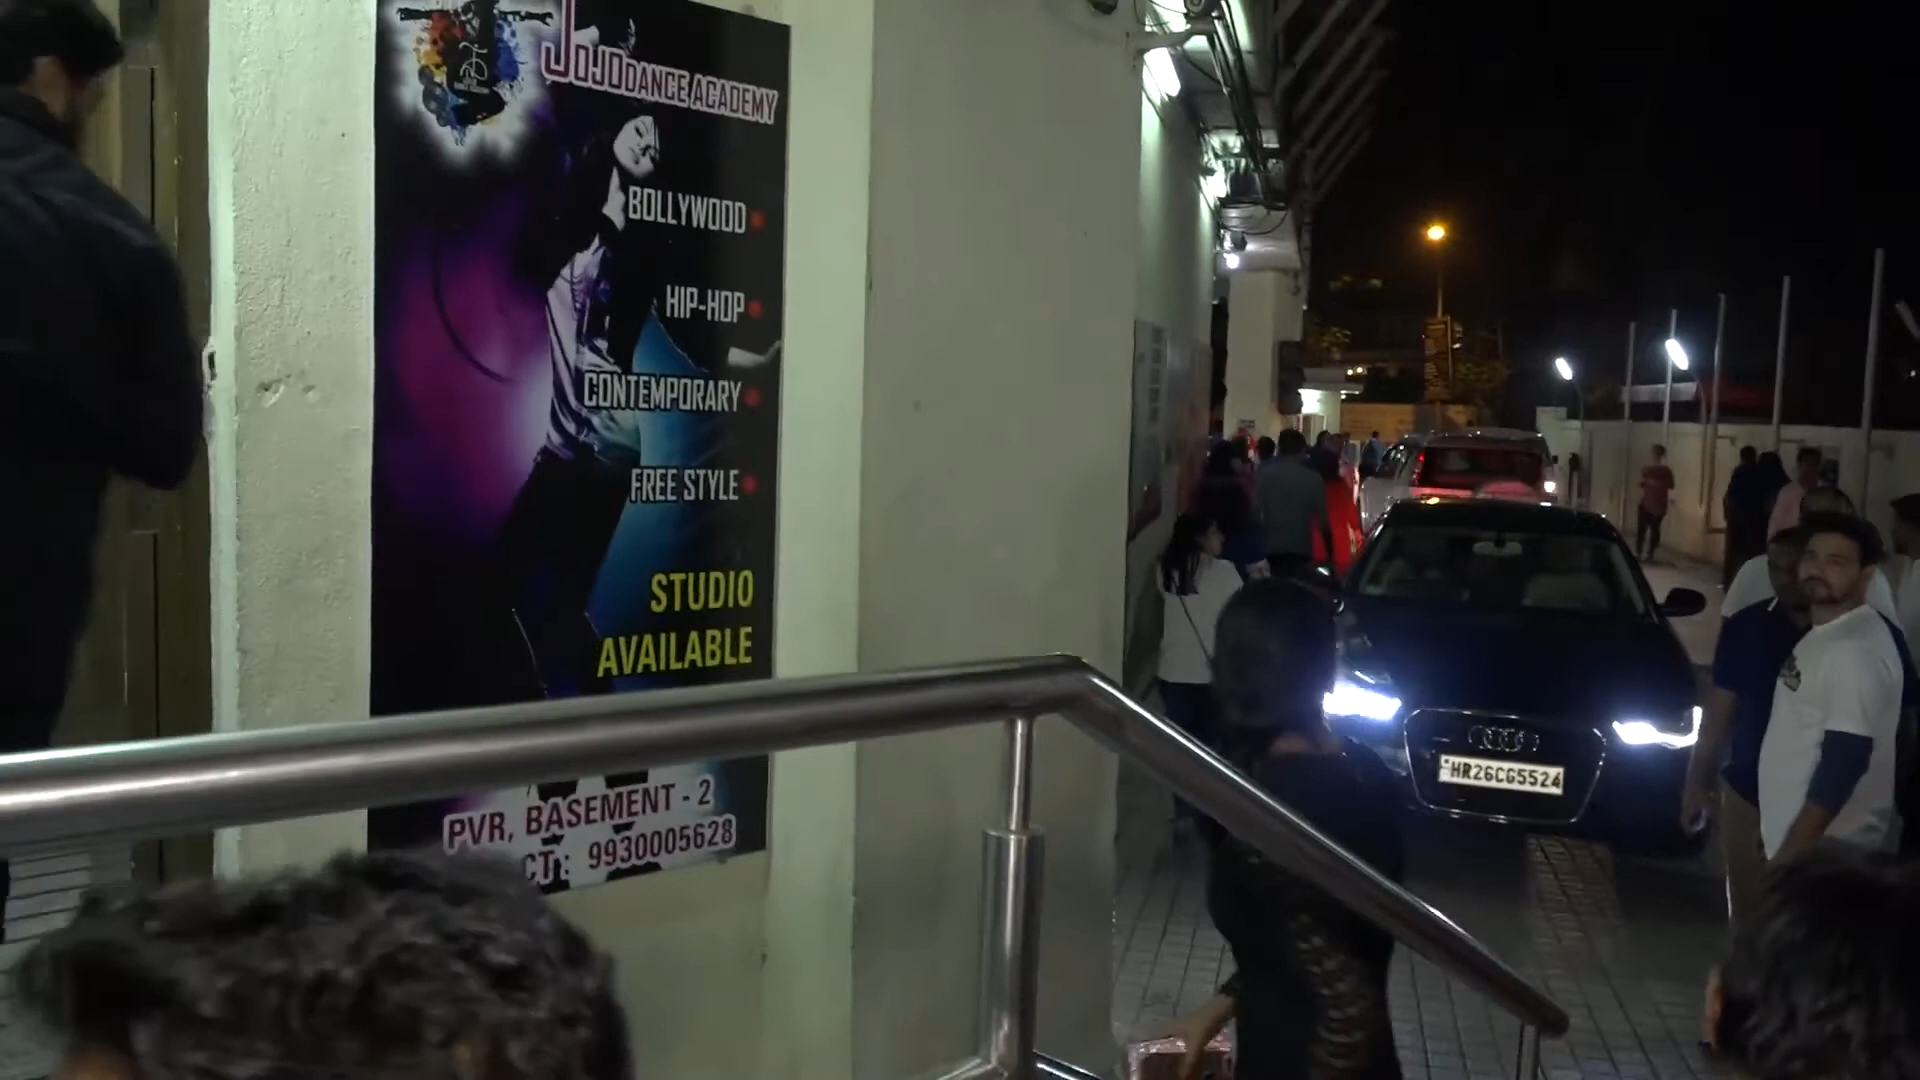 JOJO DANCE ACADEMY
BOLLYWOOD
HIP-HOP
CONTEMPORARY
FREE STYLE
STUDIO
AVAILABLE
PVR, BASEMENT - 2
CT : 9930005628
HR26CG5524